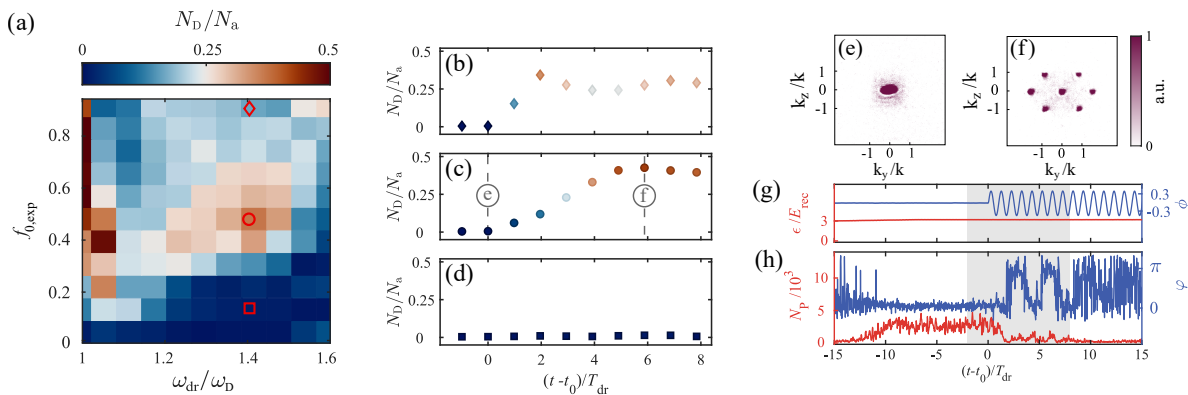 (a)
N_D/N_a
0 0.25 0.5
f_0,exp
0.8
0.6
0.4
0.2
0
1 1.2 1.4 1.6
ω_dr/ω_D
(b)
N_D/N_a
0.5
0.25
0
(c)
N_D/N_a
0.5
0.25
0
e
f
(d)
N_D/N_a
0.5
0.25
0
0 2 4 6 8
(t-t_0)/T_dr
(e)
k_z/k
1
0
-1
-1 0 1
k_y/k
(f)
k_z/k
1
0
-1
-1 0 1
k_y/k
1
0
a.u.
(g)
ϵ/E_rec
3
0
0.3
-0.3
ϕ
(h)
N_P/10^3
10
5
0
π
0
φ
-15 -10 -5 0 5 10 15
(t-t_0)/T_dr